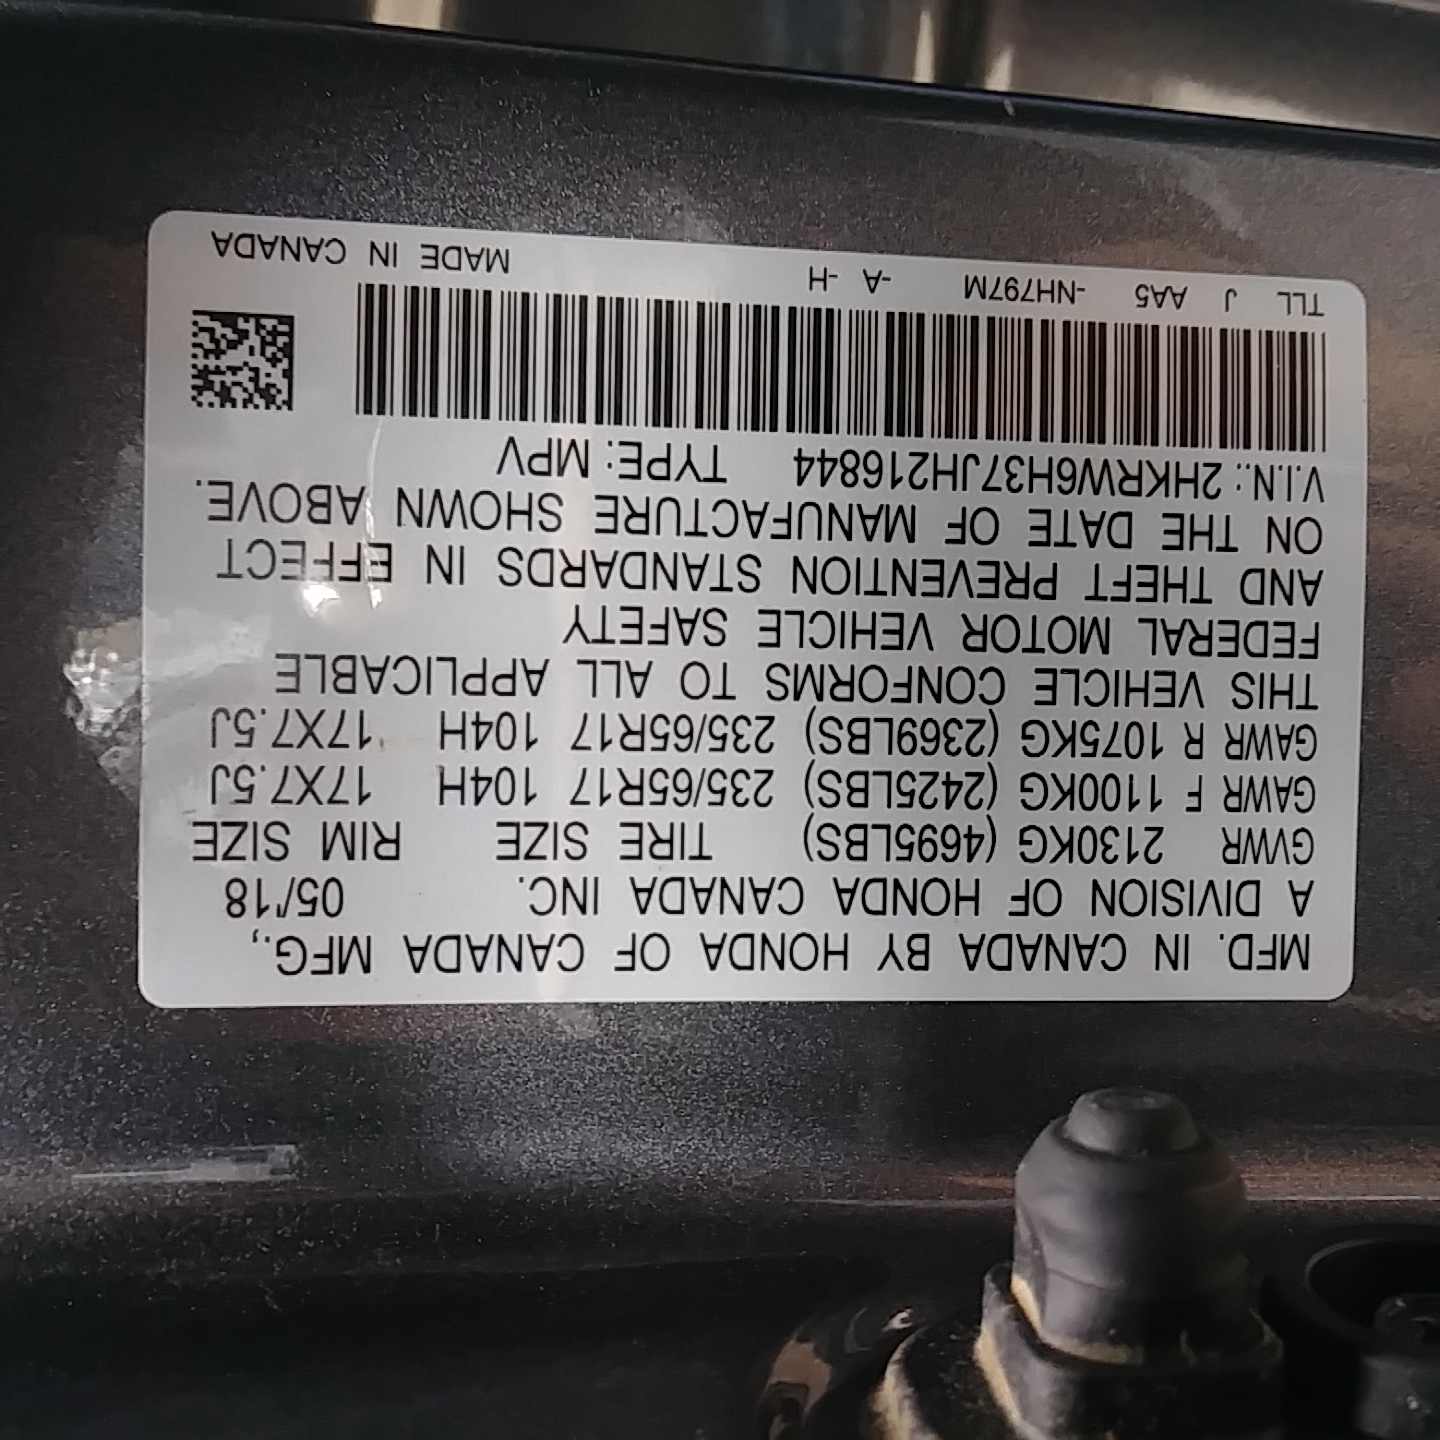 MFD. IN CANADA BY HONDA OF CANADA MFG.,
A DIVISION OF HONDA CANADA INC. 05/18
GVWR 2130KG (4695LBS) TIRE SIZE RIM SIZE
GAWR F 1100KG (2425LBS) 235/65R17 104H 17X7.5J
GAWR R 1075KG (2369LBS) 235/65R17 104H 17X7.5J
THIS VEHICLE CONFORMS TO ALL APPLICABLE
FEDERAL MOTOR VEHICLE SAFETY
AND THEFT PREVENTION STANDARDS IN EFFECT
ON THE DATE OF MANUFACTURE SHOWN ABOVE.
V.I.N.: 2HKRW6H37JH216844 TYPE: MPV
TLL J AA5 -NH797M -A -H MADE IN CANADA